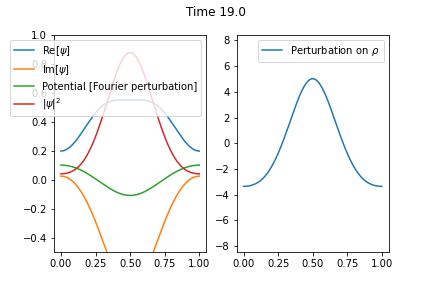 Time 19.0
1.0
0.8
0.6
0.4
0.2
0.0
−0.2
−0.4
0.00 0.25 0.50 0.75 1.00
Re[ψ]
Im[ψ]
Potential [Fourier perturbation]
|ψ|²
8
6
4
2
0
−2
−4
−6
−8
0.00 0.25 0.50 0.75 1.00
Perturbation on ρ